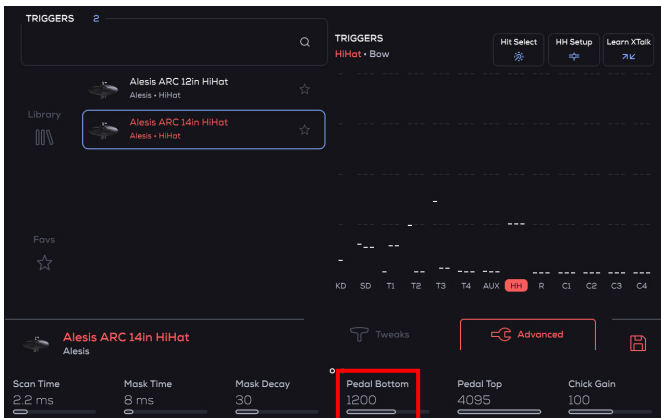 TRIGGERS 2
TRIGGERS
HiHat • Bow
Hit Select
HH Setup
Learn XTalk
Alesis ARC 12in HiHat
Alesis • HiHat
Library
Alesis ARC 14in HiHat
Alesis • HiHat
Favs
KD SD T1 T2 T3 T4 AUX HH R C1 C2 C3 C4
Alesis ARC 14in HiHat
Alesis
Tweaks
Advanced
Scan Time
2.2 ms
Mask Time
8 ms
Mask Decay
30
Pedal Bottom
1200
Pedal Top
4095
Chick Gain
100